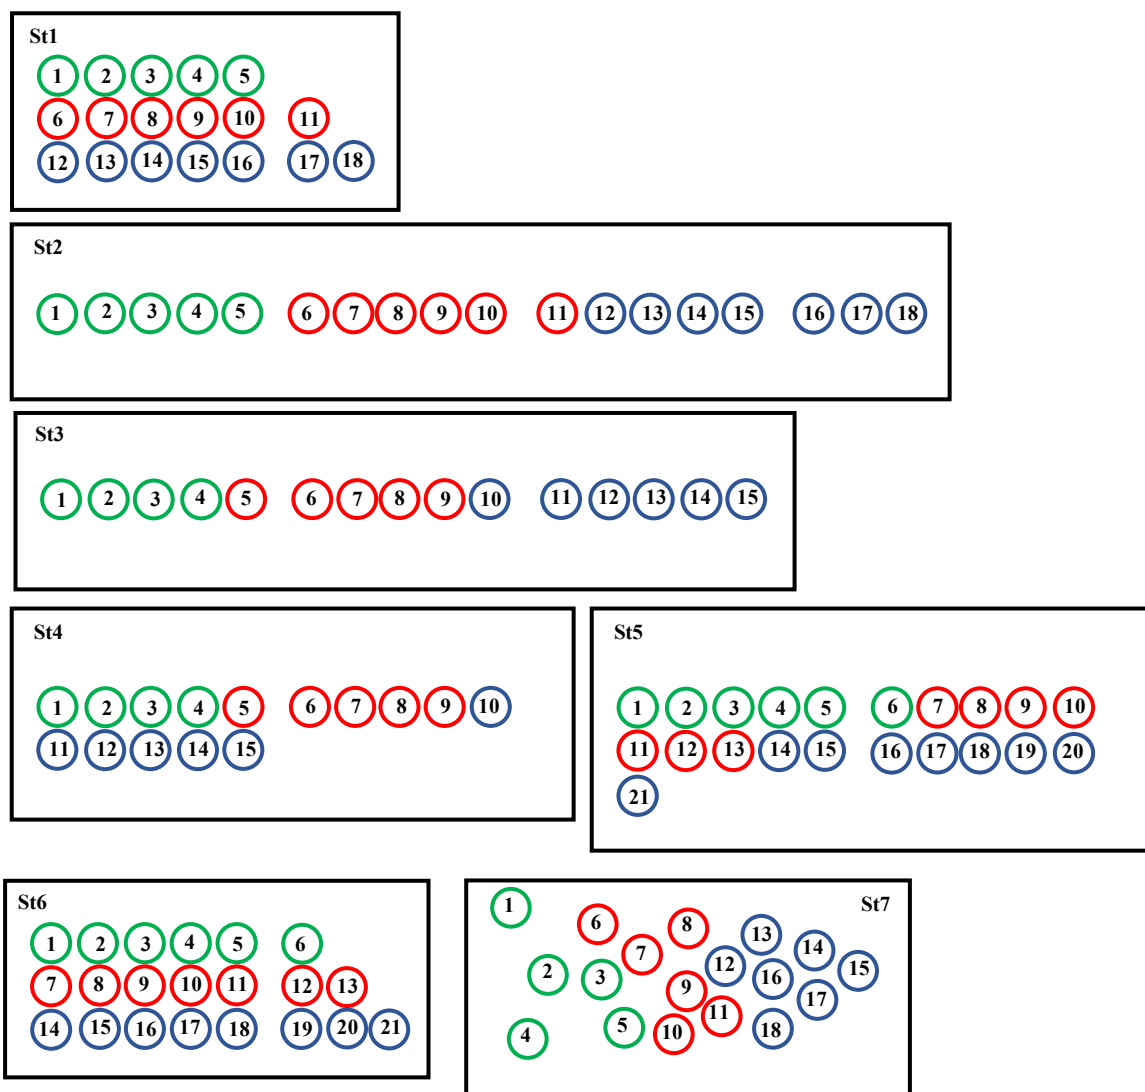 St1
1 2 3 4 5
6 7 8 9 10 11
12 13 14 15 16 17 18
St2
1 2 3 4 5 6 7 8 9 10 11 12 13 14 15 16 17 18
St3
1 2 3 4 5 6 7 8 9 10 11 12 13 14 15
St4
1 2 3 4 5 6 7 8 9 10
11 12 13 14 15
St5
1 2 3 4 5 6 7 8 9 10
11 12 13 14 15 16 17 18 19 20
21
St6
1 2 3 4 5 6
7 8 9 10 11 12 13
14 15 16 17 18 19 20 21
St7
1
6 8 13
7 14
2 3 12 16 15
9 17
4 5 10 11 18